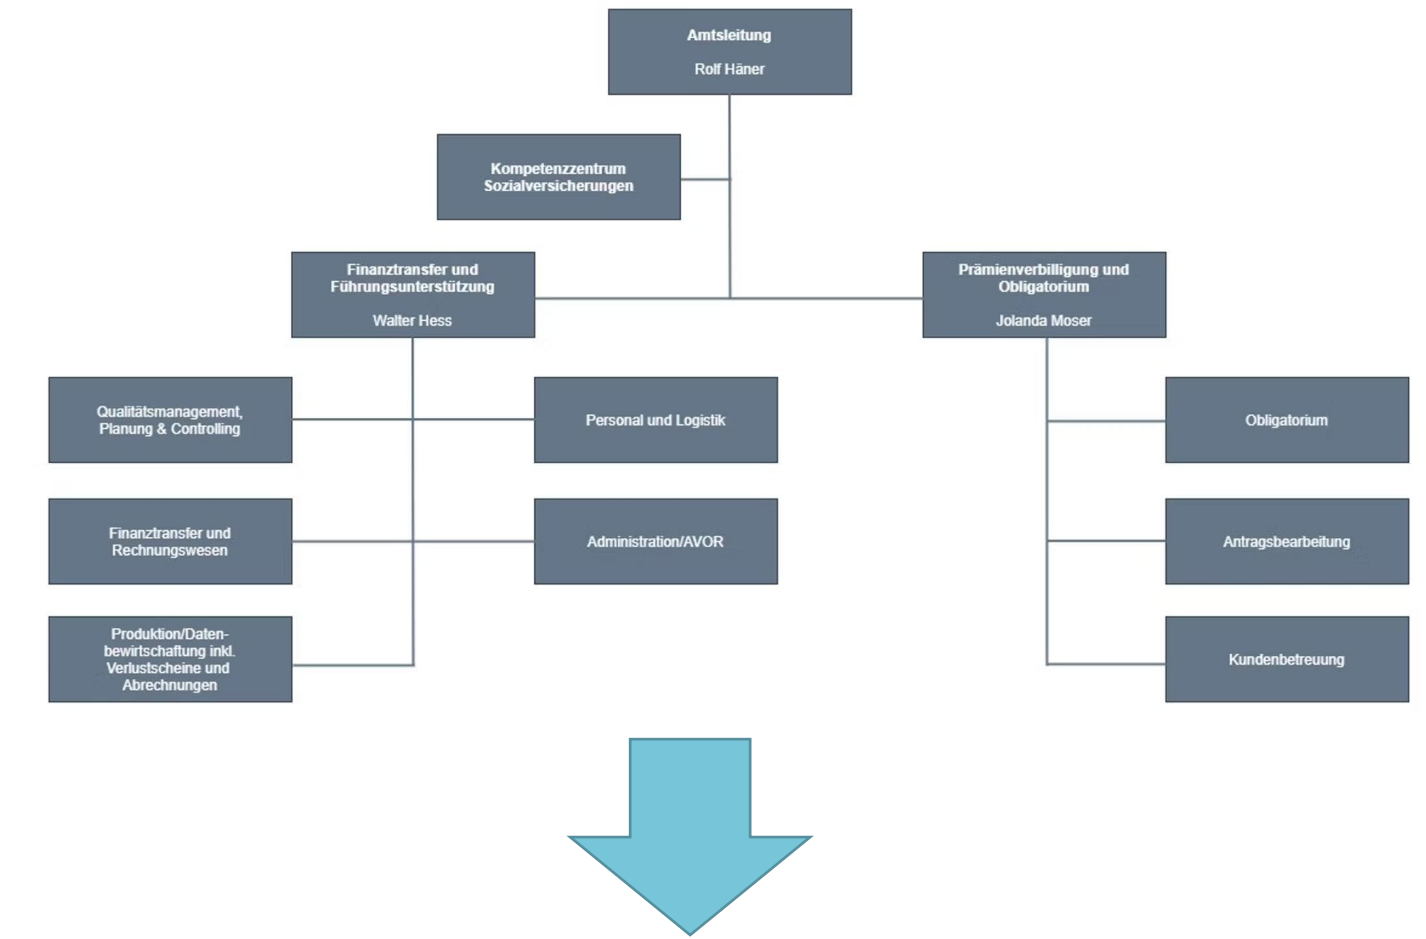 Amtsleitung
Rolf Häner
Kompetenzzentrum
Sozialversicherungen
Finanztransfer und
Führungsunterstützung
Walter Hess
Prämienverbilligung und
Obligatorium
Jolanda Moser
Qualitätsmanagement,
Planung & Controlling
Personal und Logistik
Obligatorium
Finanztransfer und
Rechnungswesen
Administration/AVOR
Antragsbearbeitung
Produktion/Daten-
bewirtschaftung inkl.
Verlustscheine und
Abrechnungen
Kundenbetreuung